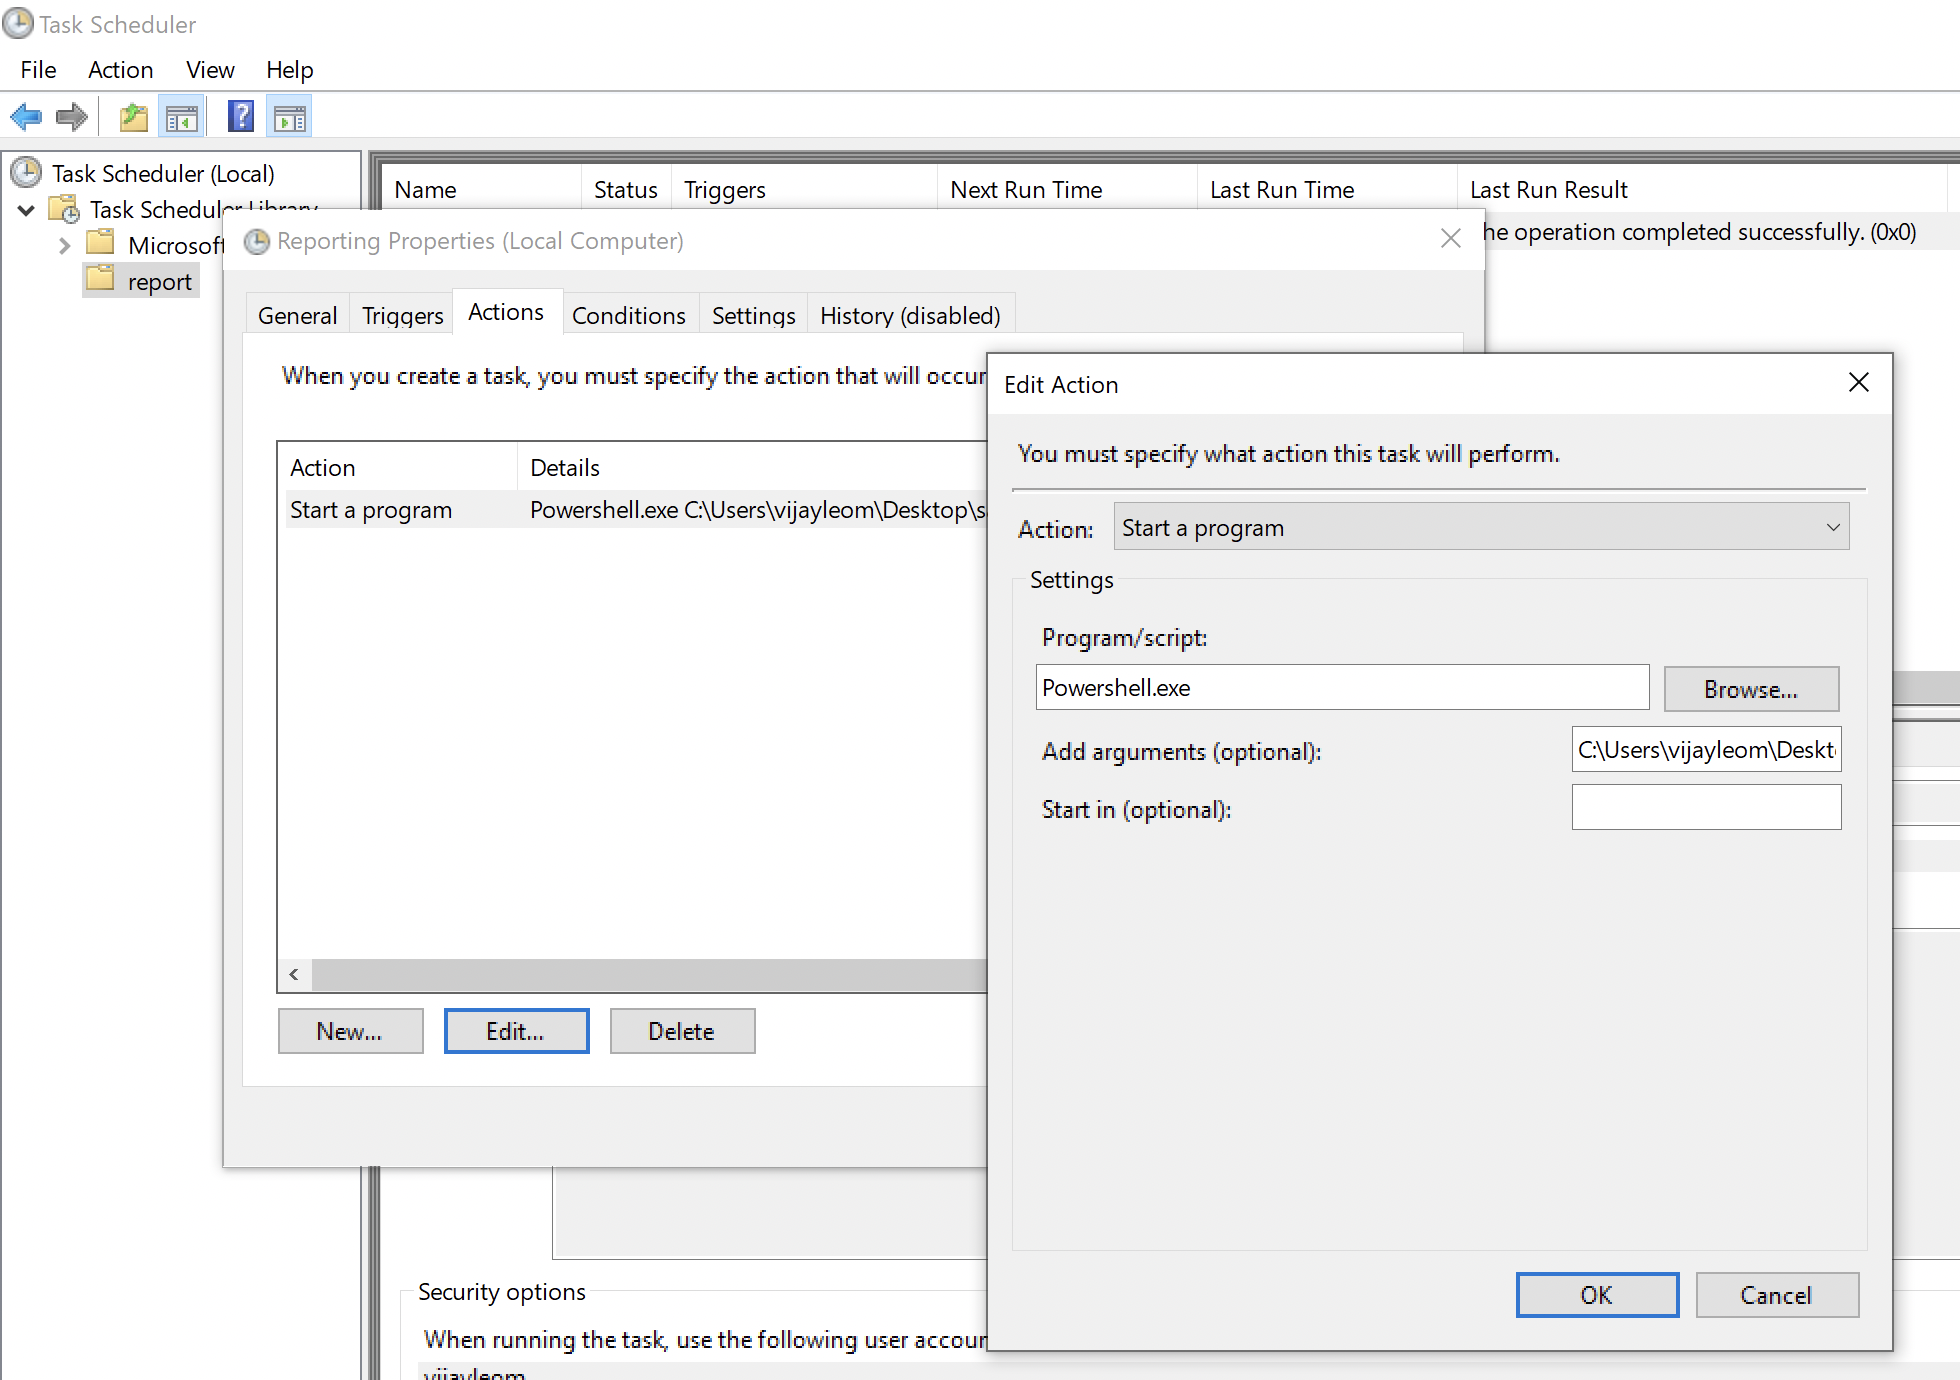 Task Scheduler
File Action View Help
Task Scheduler (Local)
Task Scheduler Library
Microsoft
report
Name Status Triggers Next Run Time Last Run Time Last Run Result
he operation completed successfully. (0x0)
Reporting Properties (Local Computer)
General Triggers Actions Conditions Settings History (disabled)
When you create a task, you must specify the action that will occur
Action Details
Start a program Powershell.exe C:\Users\vijayleom\Desktop\s
New... Edit... Delete
Edit Action
You must specify what action this task will perform.
Action: Start a program
Settings
Program/script:
Powershell.exe Browse...
Add arguments (optional): C:\Users\vijayleom\Deskt
Start in (optional):
OK Cancel
Security options
When running the task, use the following user accoun
vijayleom